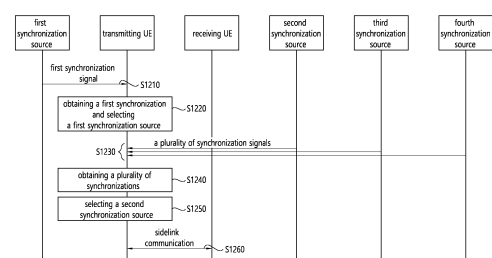 first
synchronization
source
transmitting UE
receiving UE
second
synchronization
source
third
synchronization
source
fourth
synchronization
source
first synchronization
signal
S1210
obtaining a first synchronization
and selecting
a first synchronization source
S1220
a plurality of synchronization signals
S1230
obtaining a plurality of
synchronizations
S1240
selecting a second
synchronization source
S1250
sidelink
communication
S1260